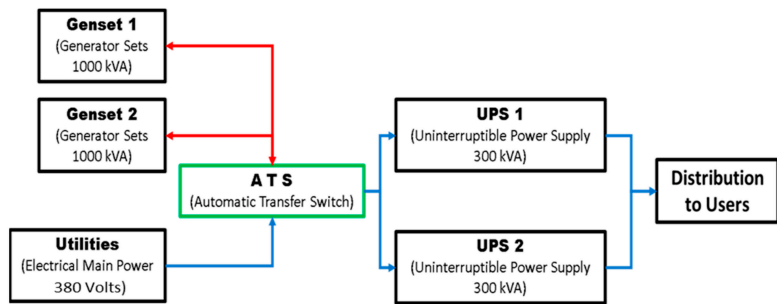 Genset 1
(Generator Sets
1000 kVA)
Genset 2
(Generator Sets
1000 kVA)
Utilities
(Electrical Main Power
380 Volts)
A T S
(Automatic Transfer Switch)
UPS 1
(Uninterruptible Power Supply
300 kVA)
UPS 2
(Uninterruptible Power Supply
300 kVA)
Distribution
to Users